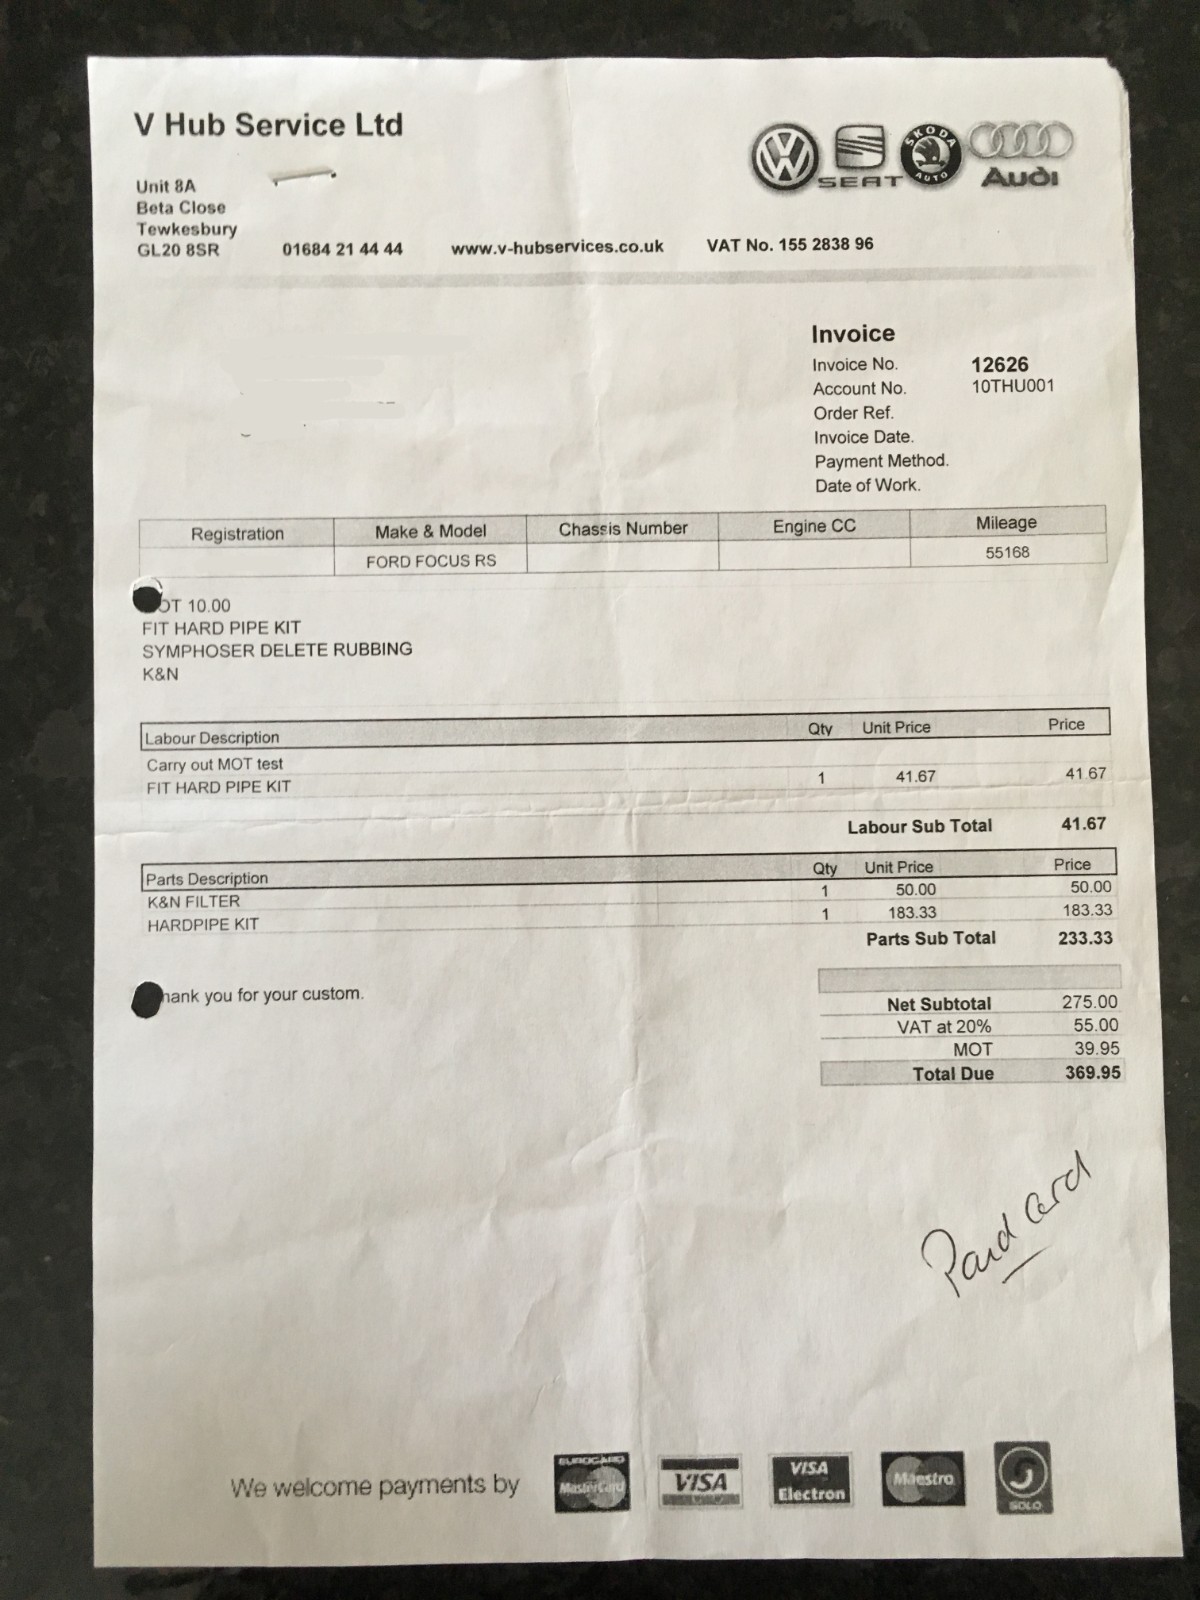 V Hub Service Ltd
Unit 8A
Beta Close
Tewkesbury
GL20 8SR 01684 21 44 44 www.v-hubservices.co.uk VAT No. 155 2838 96
SEAT
SKODA
AUTO
Audi
Invoice
Invoice No. 12626
Account No. 10THU001
Order Ref.
Invoice Date.
Payment Method.
Date of Work.
Registration Make & Model Chassis Number Engine CC Mileage
FORD FOCUS RS 55168
OT 10.00
FIT HARD PIPE KIT
SYMPHOSER DELETE RUBBING
K&N
Labour Description Qty Unit Price Price
Carry out MOT test
FIT HARD PIPE KIT 1 41.67 41.67
Labour Sub Total 41.67
Parts Description Qty Unit Price Price
K&N FILTER 1 50.00 50.00
HARDPIPE KIT 1 183.33 183.33
Parts Sub Total 233.33
hank you for your custom.
Net Subtotal 275.00
VAT at 20% 55.00
MOT 39.95
Total Due 369.95
Paid card
We welcome payments by
EUROCARD
MasterCard
VISA
VISA
Electron
Maestro
SOLO